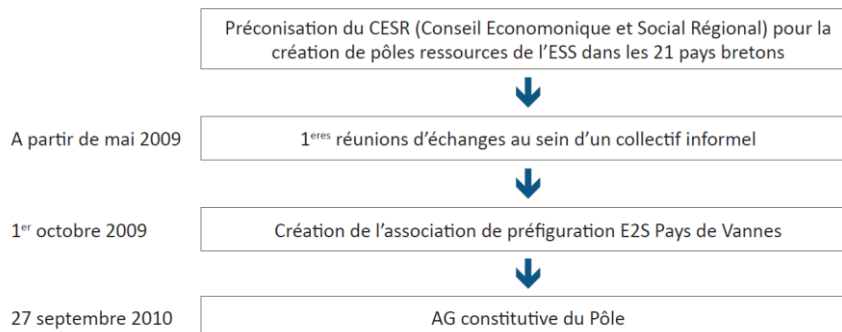 Préconisation du CESR (Conseil Economonique et Social Régional) pour la
création de pôles ressources de l'ESS dans les 21 pays bretons
A partir de mai 2009
1eres réunions d'échanges au sein d'un collectif informel
1er octobre 2009
Création de l'association de préfiguration E2S Pays de Vannes
27 septembre 2010
AG constitutive du Pôle